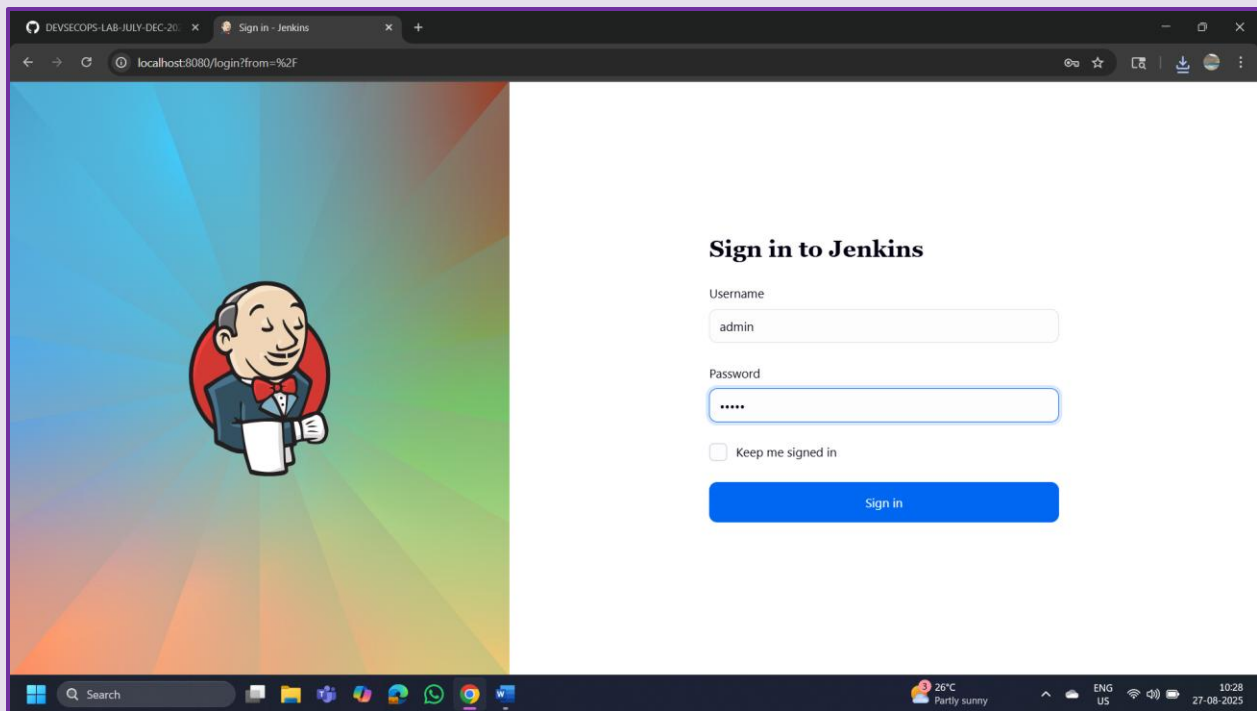 DEVSECOPS-LAB-JULY-DEC-20
Sign in - Jenkins
localhost:8080/login?from=%2F
Sign in to Jenkins
Username
admin
Password
•••••
Keep me signed in
Sign in
Search
3
26°C
Partly sunny
ENG
US
10:28
27-08-2025